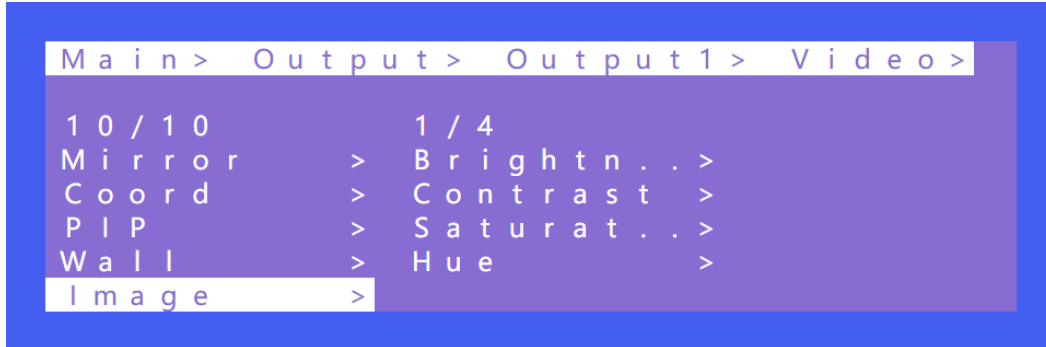 Main> Output> Output1> Video>
10/10 1/4
Mirror > Brightn..>
Coord > Contrast >
PIP > Saturat..>
Wall > Hue >
Image >